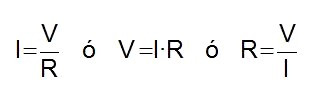 I=V/R ó V=I·R ó R=V/I